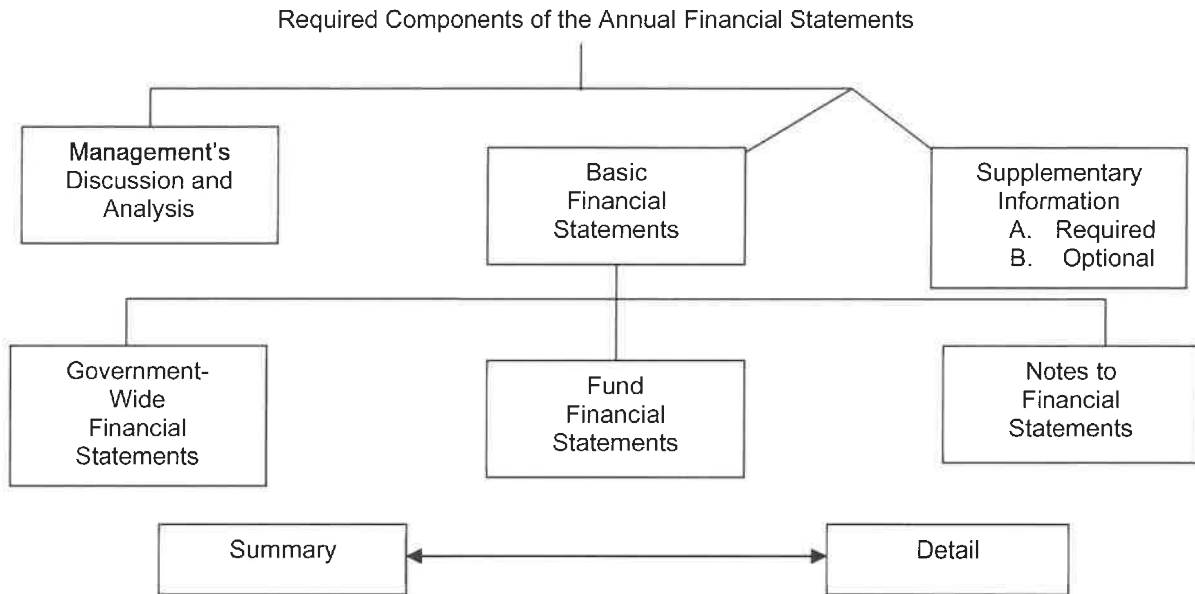 Required Components of the Annual Financial Statements
Management's
Discussion and
Analysis
Basic
Financial
Statements
Supplementary
Information
A. Required
B. Optional
Government-
Wide
Financial
Statements
Fund
Financial
Statements
Notes to
Financial
Statements
Summary
Detail